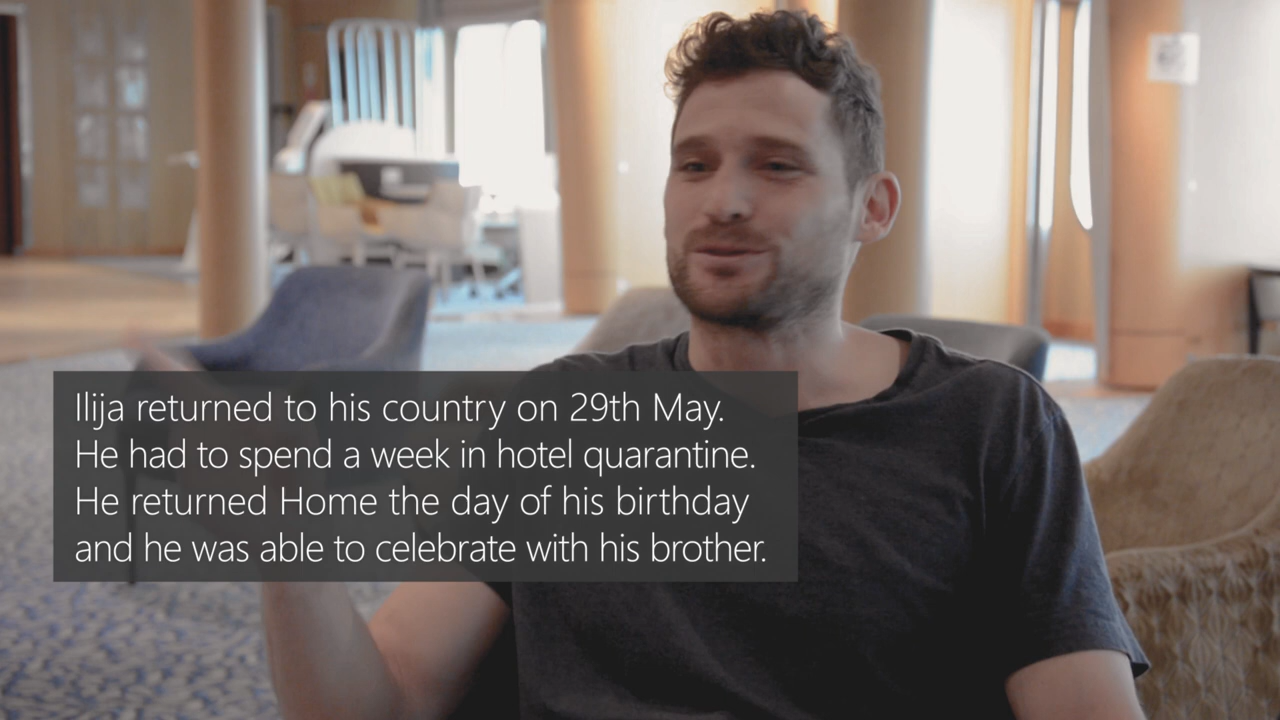 Ilija returned to his country on 29th May.
He had to spend a week in hotel quarantine.
He returned Home the day of his birthday
and he was able to celebrate with his brother.